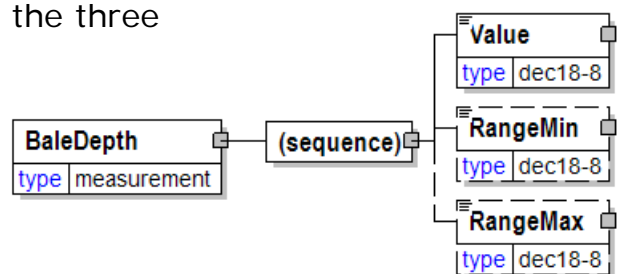 the three
Value
type dec18-8
BaleDepth
type measurement
(sequence)
RangeMin
type dec18-8
RangeMax
type dec18-8